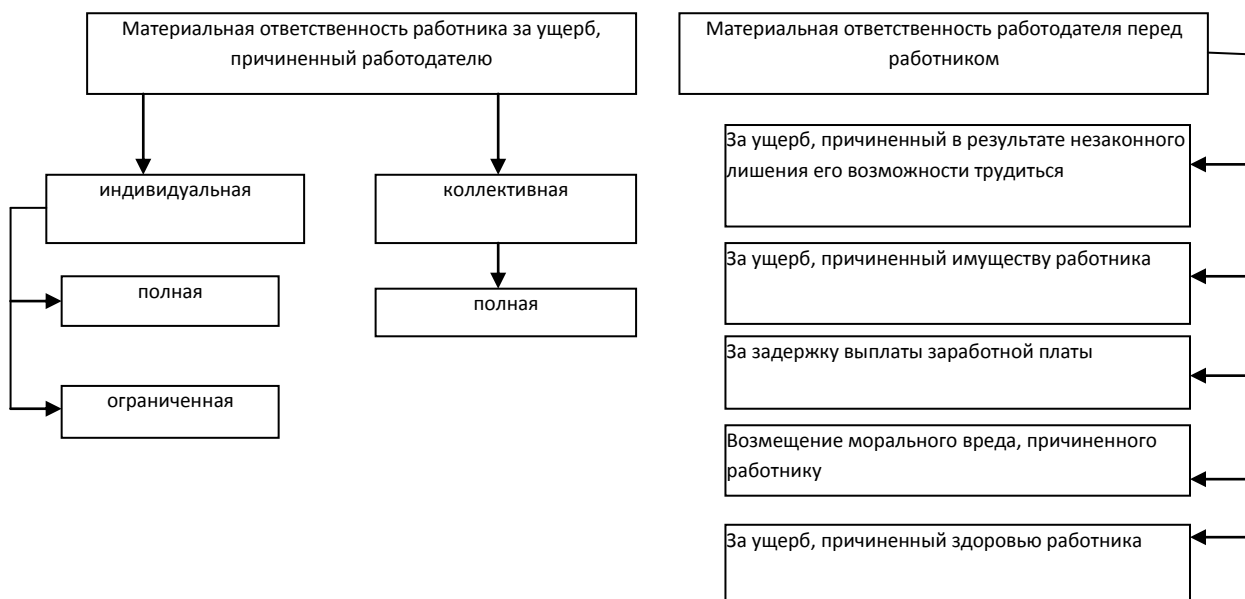 Материальная ответственность работника за ущерб,
причиненный работодателю
индивидуальная
коллективная
полная
полная
ограниченная
Материальная ответственность работодателя перед
работником
За ущерб, причиненный в результате незаконного
лишения его возможности трудиться
За ущерб, причиненный имуществу работника
За задержку выплаты заработной платы
Возмещение морального вреда, причиненного
работнику
За ущерб, причиненный здоровью работника